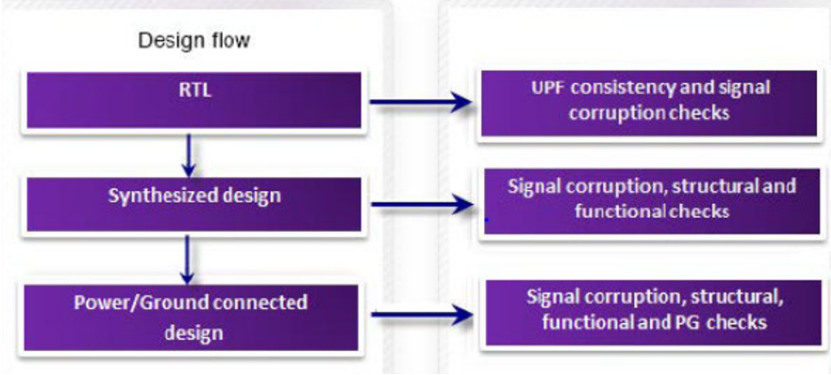 Design flow
RTL
UPF consistency and signal
corruption checks
Synthesized design
Signal corruption, structural and
functional checks
Power/Ground connected
design
Signal corruption, structural,
functional and PG checks